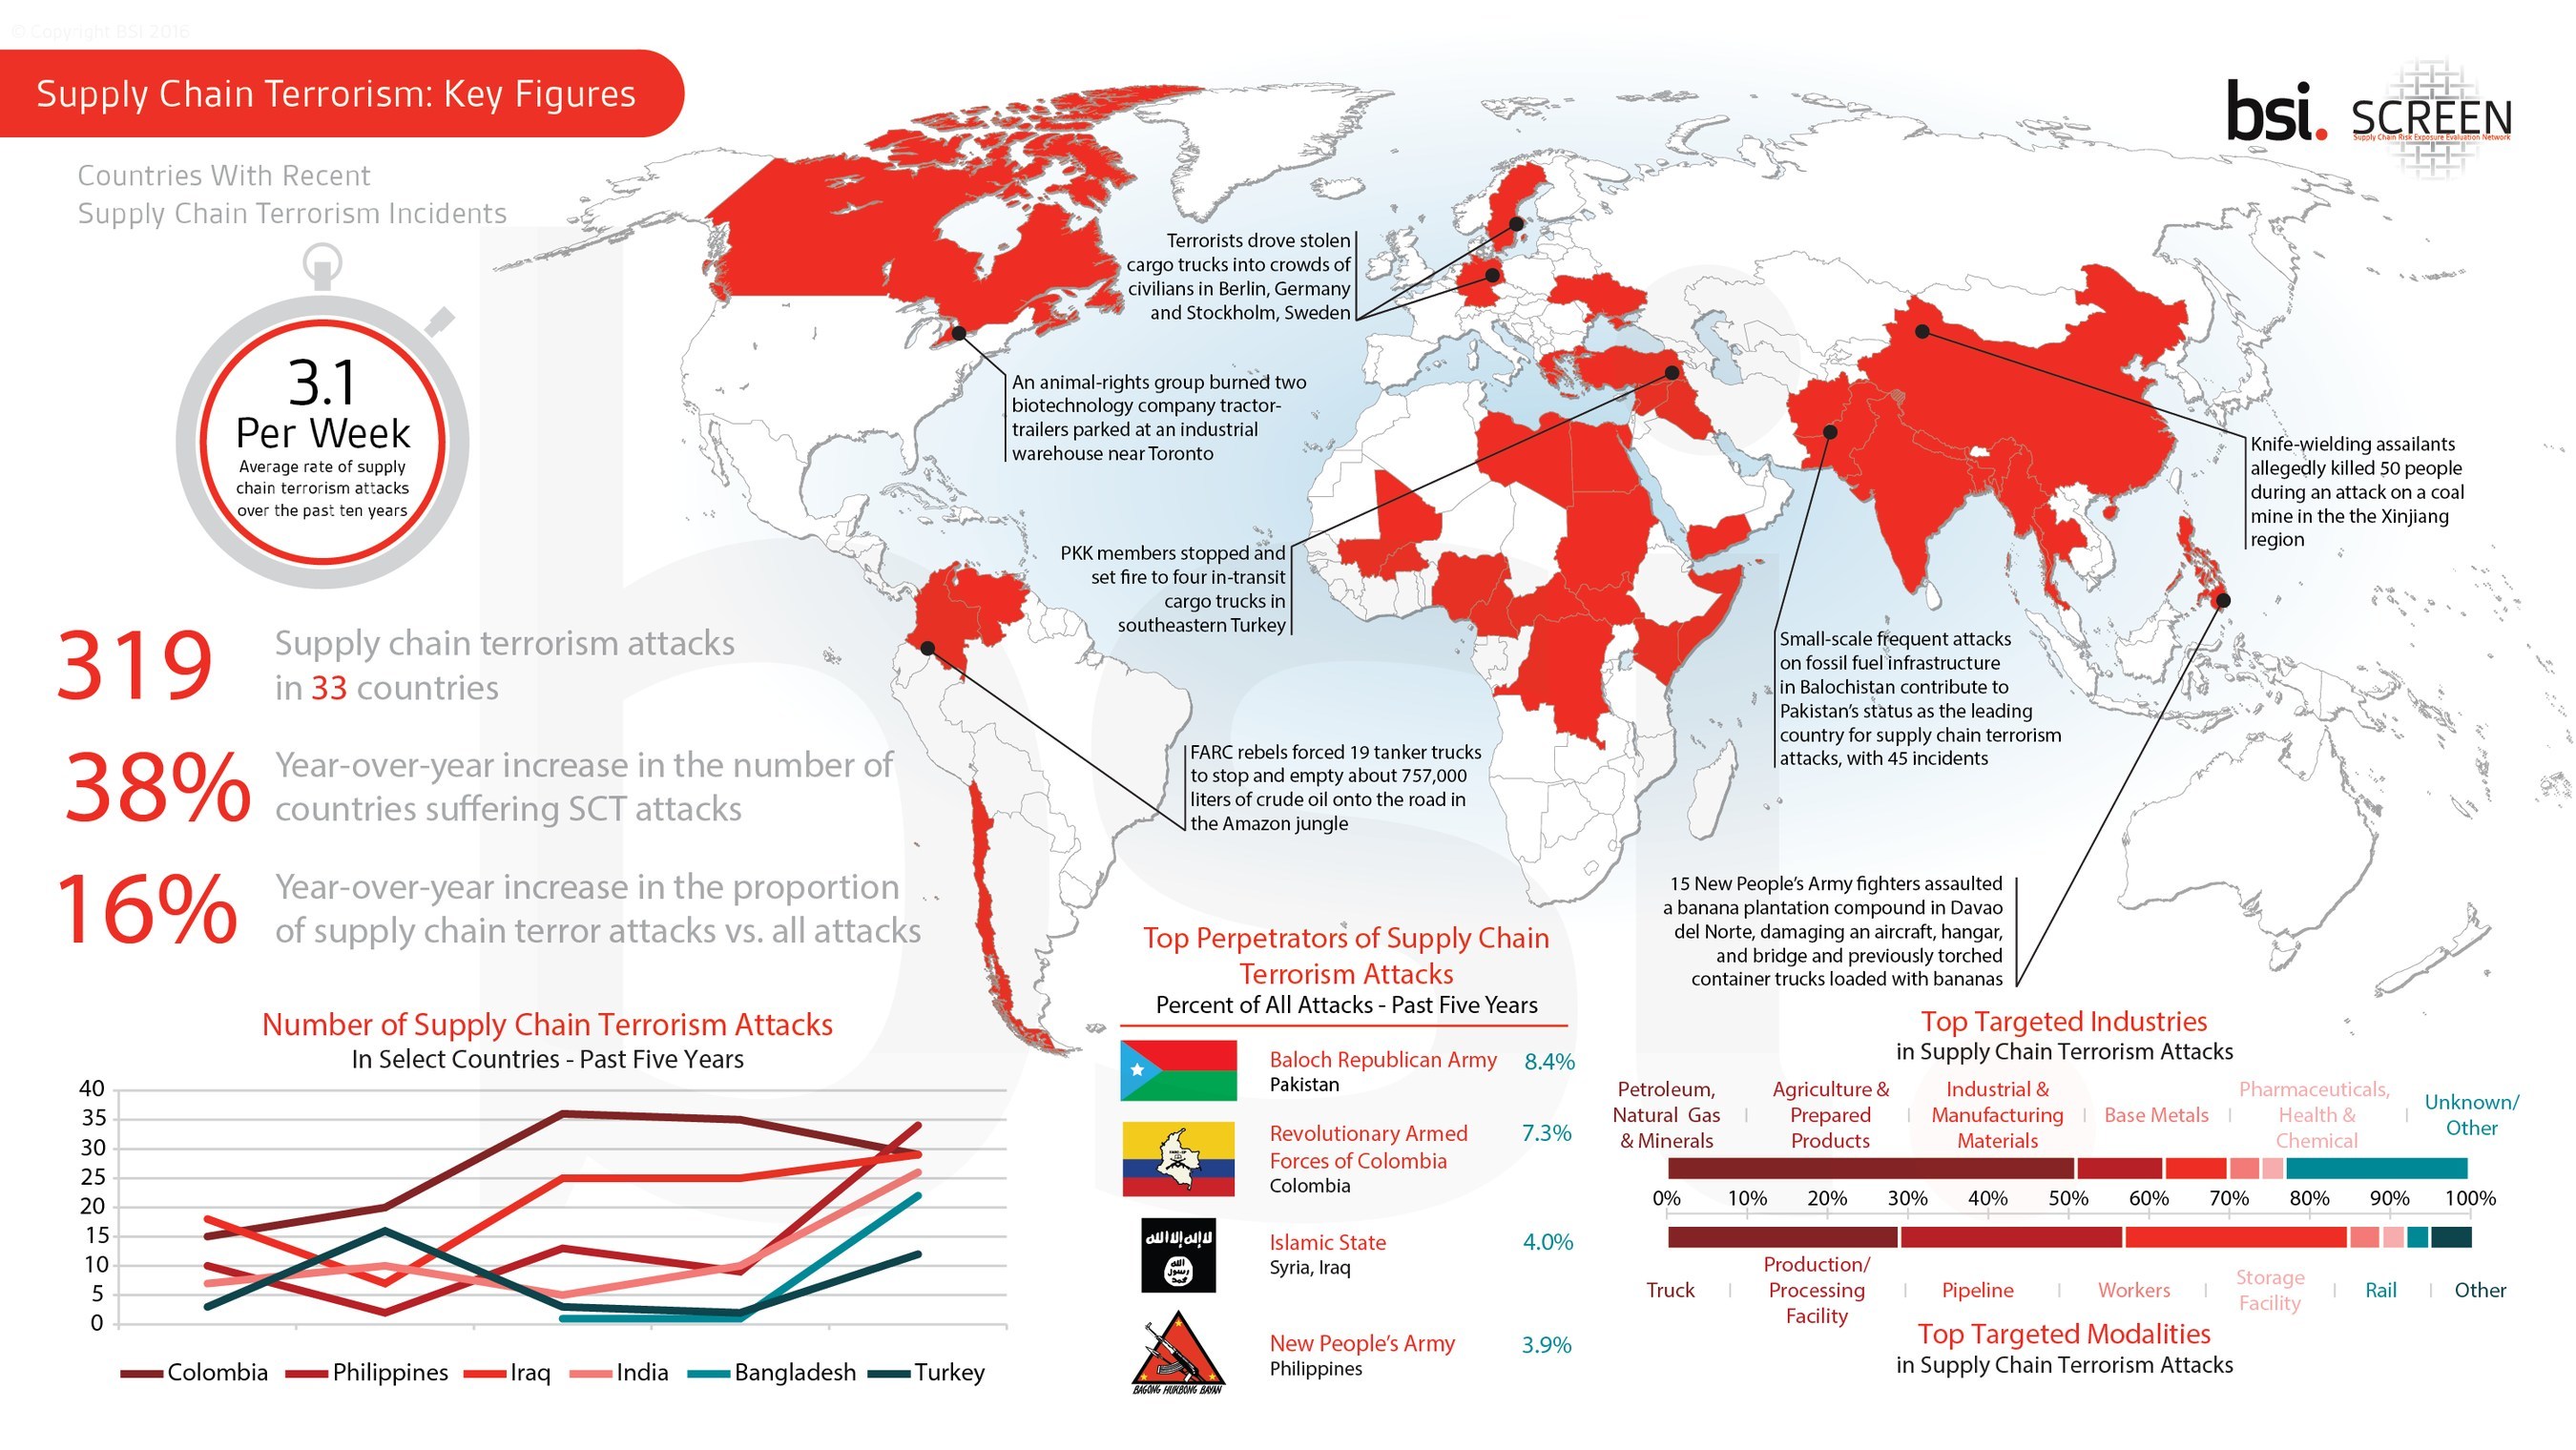 © Copyright BSI 2016
Supply Chain Terrorism: Key Figures
bsi.
SCREEN
Supply Chain Risk Exposure Evaluation Network
Countries With Recent
Supply Chain Terrorism Incidents
3.1
Per Week
Average rate of supply
chain terrorism attacks
over the past ten years
319
Supply chain terrorism attacks
in 33 countries
38%
Year-over-year increase in the number of
countries suffering SCT attacks
16%
Year-over-year increase in the proportion
of supply chain terror attacks vs. all attacks
Terrorists drove stolen
cargo trucks into crowds of
civilians in Berlin, Germany
and Stockholm, Sweden
An animal-rights group burned two
biotechnology company tractor-
trailers parked at an industrial
warehouse near Toronto
PKK members stopped and
set fire to four in-transit
cargo trucks in
southeastern Turkey
FARC rebels forced 19 tanker trucks
to stop and empty about 757,000
liters of crude oil onto the road in
the Amazon jungle
Knife-wielding assailants
allegedly killed 50 people
during an attack on a coal
mine in the the Xinjiang
region
Small-scale frequent attacks
on fossil fuel infrastructure
in Balochistan contribute to
Pakistan's status as the leading
country for supply chain terrorism
attacks, with 45 incidents
15 New People's Army fighters assaulted
a banana plantation compound in Davao
del Norte, damaging an aircraft, hangar,
and bridge and previously torched
container trucks loaded with bananas
Number of Supply Chain Terrorism Attacks
In Select Countries - Past Five Years
40
35
30
25
20
15
10
5
0
Colombia Philippines Iraq India Bangladesh Turkey
Top Perpetrators of Supply Chain
Terrorism Attacks
Percent of All Attacks - Past Five Years
Baloch Republican Army 8.4%
Pakistan
Revolutionary Armed 7.3%
Forces of Colombia
Colombia
لا إله إلا الله
الله
رسول
محمد
Islamic State 4.0%
Syria, Iraq
New People's Army 3.9%
Philippines
BAGONG HUKBONG BAYAN
Top Targeted Industries
in Supply Chain Terrorism Attacks
Petroleum,
Natural Gas
& Minerals
Agriculture &
Prepared
Products
Industrial &
Manufacturing
Materials
Base Metals
Pharmaceuticals,
Health &
Chemical
Unknown/
Other
0% 10% 20% 30% 40% 50% 60% 70% 80% 90% 100%
Truck
Production/
Processing
Facility
Pipeline
Workers
Storage
Facility
Rail
Other
Top Targeted Modalities
in Supply Chain Terrorism Attacks